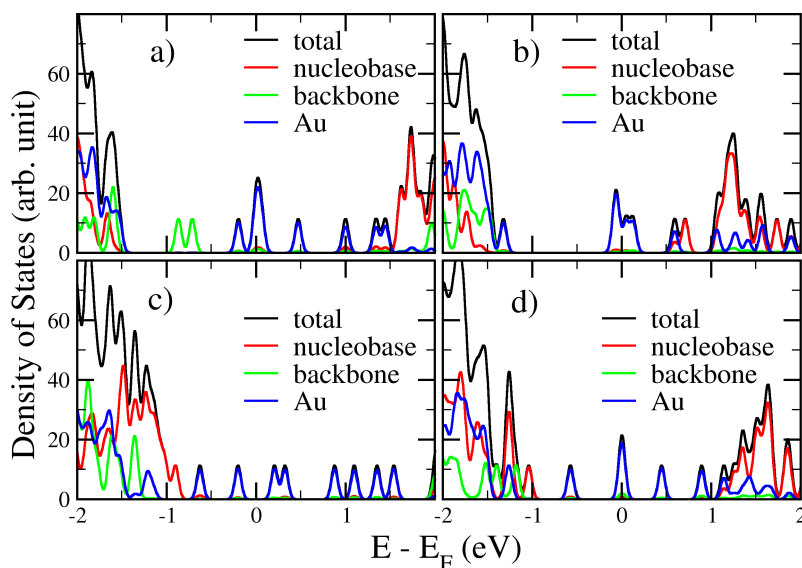 a)
total
nucleobase
backbone
Au
b)
total
nucleobase
backbone
Au
60
40
20
0
c)
total
nucleobase
backbone
Au
d)
total
nucleobase
backbone
Au
60
40
20
0
-2
-1
0
1
-2
-1
0
1
2
Density of States (arb. unit)
E - E_F (eV)